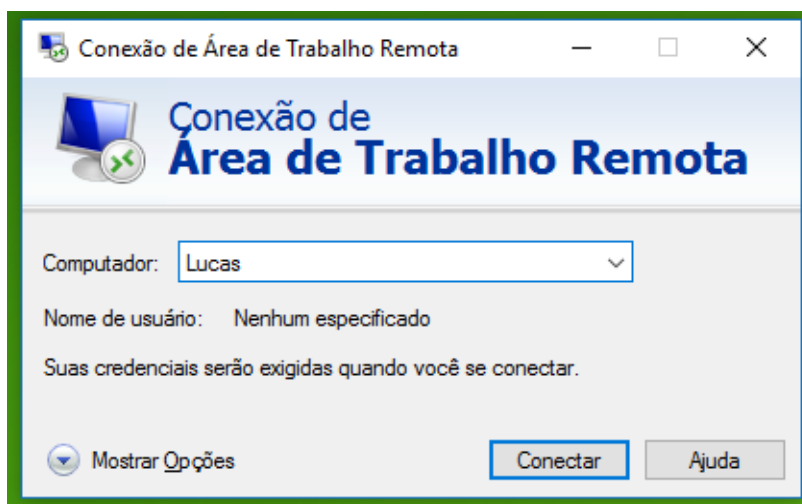 Conexão de Área de Trabalho Remota
Conexão de
Área de Trabalho Remota
Computador: Lucas
Nome de usuário: Nenhum especificado
Suas credenciais serão exigidas quando você se conectar.
Mostrar Opções Conectar Ajuda